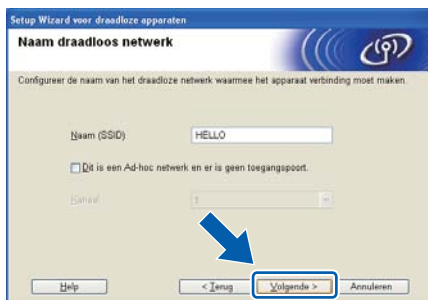 Setup Wizard voor draadloze apparaten
Naam draadloos netwerk
Configureer de naam van het draadloze netwerk waarmee het apparaat verbinding moet maken.
Naam (SSID) HELLO
Dit is een Ad-hoc netwerk en er is geen toegangspoort.
Kanaal 1
Help < Terug Volgende > Annuleren